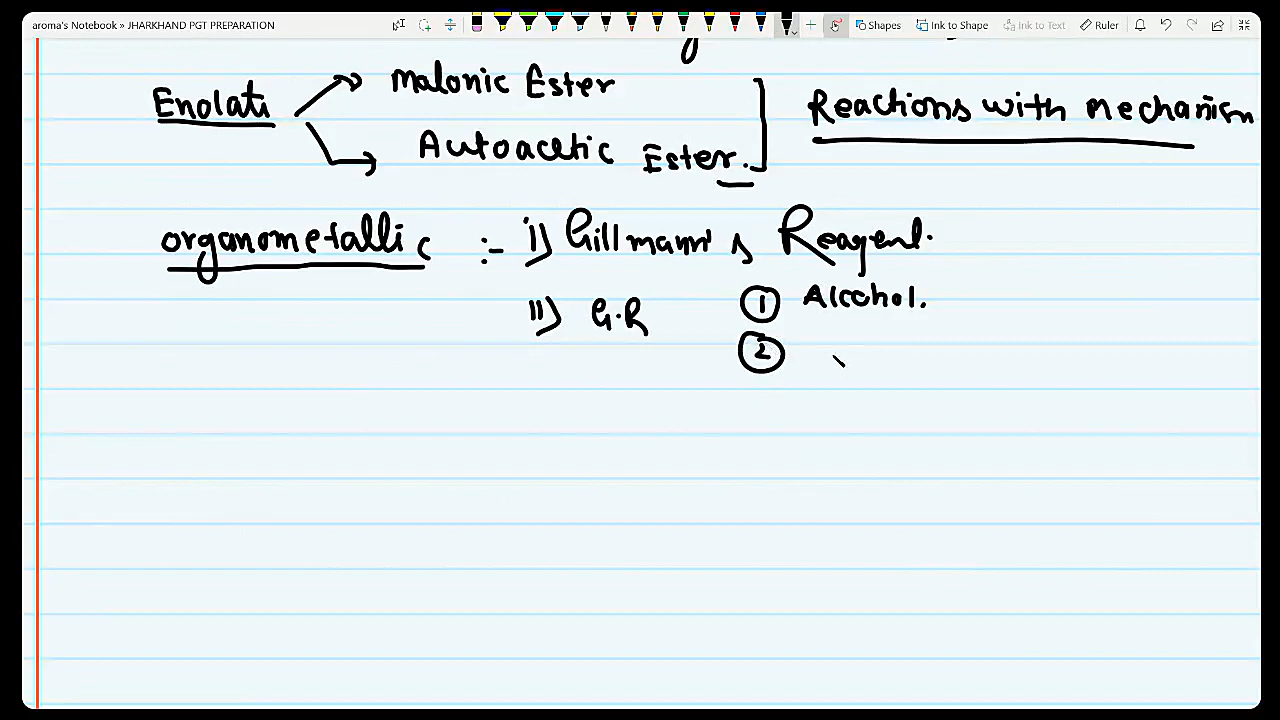 aroma's Notebook » JHARKHAND PGT PREPARATION
Shapes Ink to Shape Ink to Text Ruler
Enolati Malonic Ester
Autoacetic Ester.
Reactions with Mechanism
organometallic :- i) Gillmann's Reagent.
ii) G.R ① Alcohol.
②